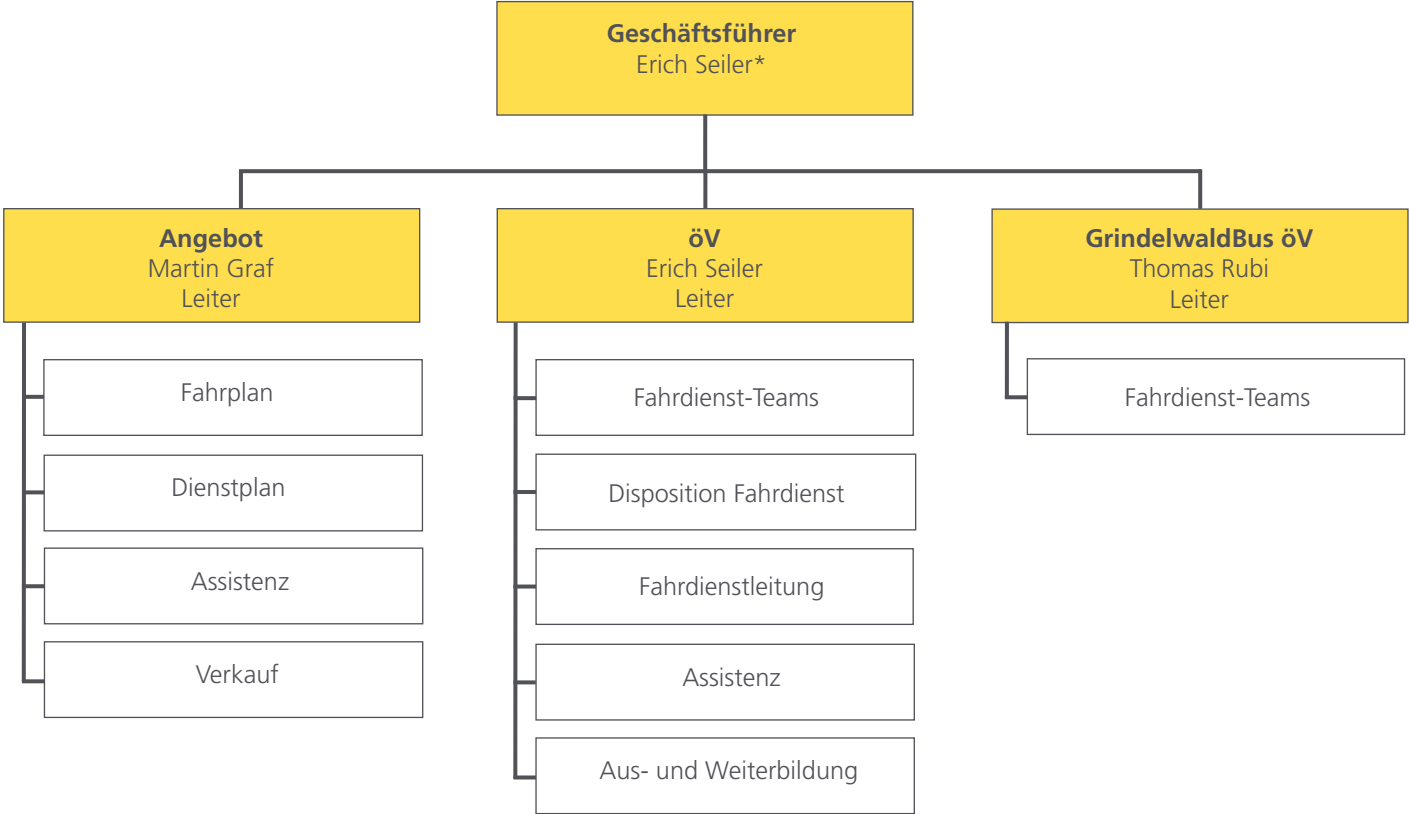 Geschäftsführer
Erich Seiler*
Angebot
Martin Graf
Leiter
Fahrplan
Dienstplan
Assistenz
Verkauf
öV
Erich Seiler
Leiter
Fahrdienst-Teams
Disposition Fahrdienst
Fahrdienstleitung
Assistenz
Aus- und Weiterbildung
GrindelwaldBus öV
Thomas Rubi
Leiter
Fahrdienst-Teams